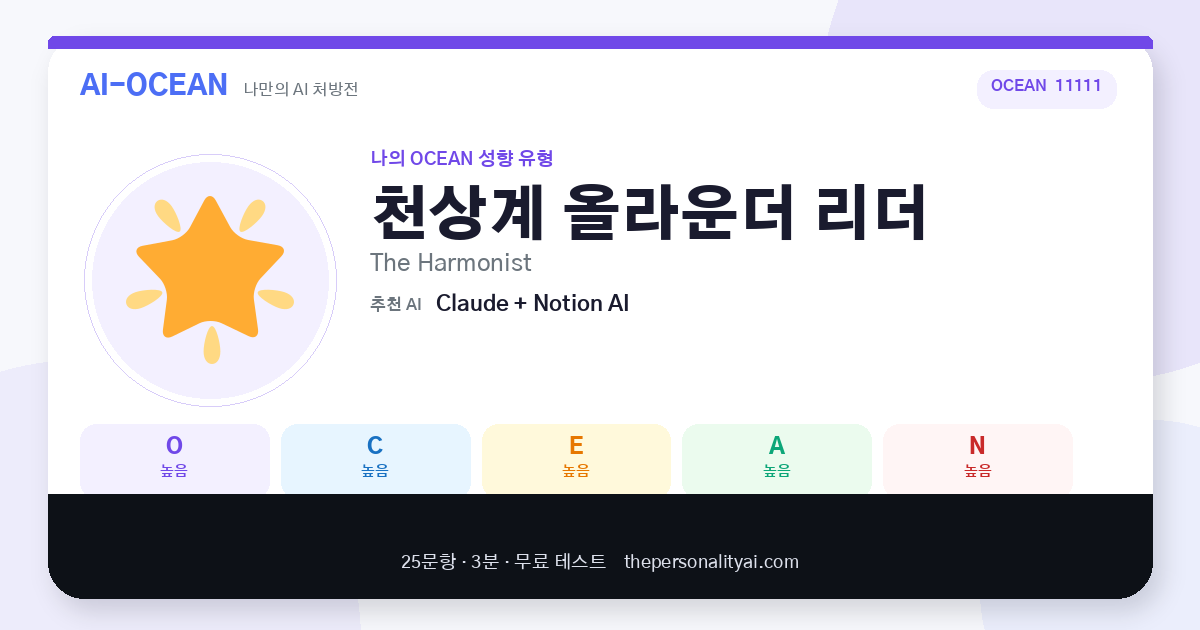 AI-OCEAN 나만의 AI 처방전
OCEAN 11111
나의 OCEAN 성향 유형
천상계 올라운더 리더
The Harmonist
추천 AI Claude + Notion AI
O C E A N
높음 높음 높음 높음 높음
25문항 · 3분 · 무료 테스트 thepersonalityai.com